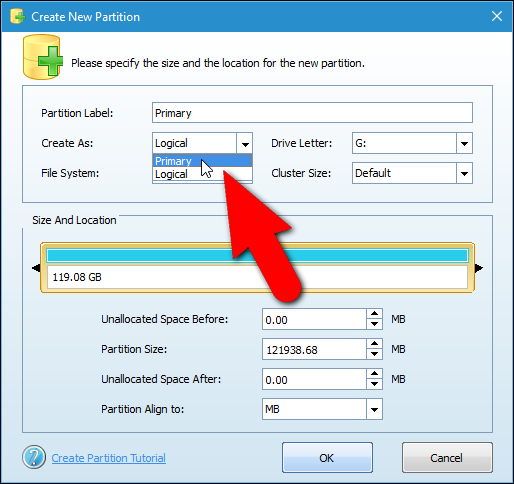 Create New Partition
Please specify the size and the location for the new partition.
Partition Label: Primary
Create As: Logical Drive Letter: G:
Primary
File System: Logical Cluster Size: Default
Size And Location
119.08 GB
Unallocated Space Before: 0.00 MB
Partition Size: 121938.68 MB
Unallocated Space After: 0.00 MB
Partition Align to: MB
Create Partition Tutorial OK Cancel